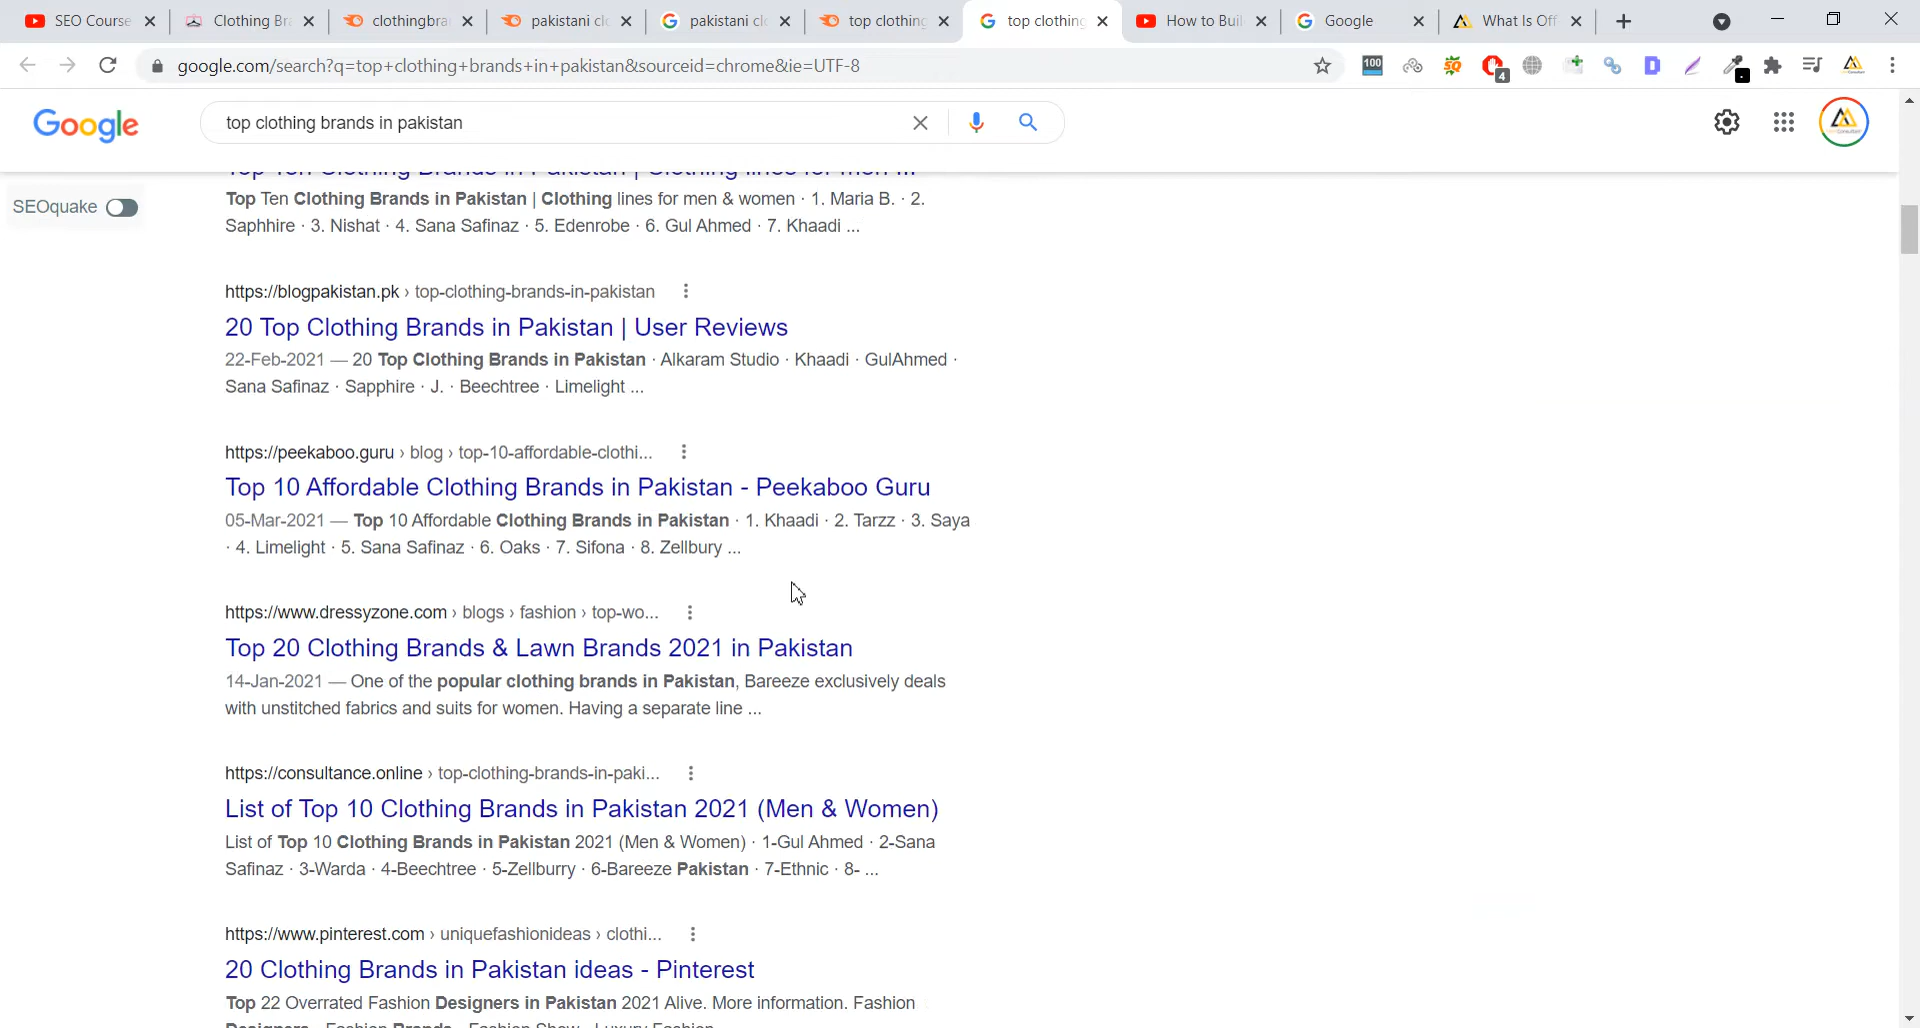 SEO Course
Clothing Br
clothingbra
pakistani cl
pakistani cl
top clothing
top clothing
How to Buil
Google
What Is Off
google.com/search?q=top+clothing+brands+in+pakistan&sourceid=chrome&ie=UTF-8
100
4
Google
top clothing brands in pakistan
SEOquake
Top Ten Clothing Brands in Pakistan | Clothing lines for men ...
Top Ten Clothing Brands in Pakistan | Clothing lines for men & women · 1. Maria B. · 2.
Saphhire · 3. Nishat · 4. Sana Safinaz · 5. Edenrobe · 6. Gul Ahmed · 7. Khaadi ...
https://blogpakistan.pk › top-clothing-brands-in-pakistan
20 Top Clothing Brands in Pakistan | User Reviews
22-Feb-2021 — 20 Top Clothing Brands in Pakistan · Alkaram Studio · Khaadi · GulAhmed ·
Sana Safinaz · Sapphire · J. · Beechtree · Limelight ...
https://peekaboo.guru › blog › top-10-affordable-clothi...
Top 10 Affordable Clothing Brands in Pakistan - Peekaboo Guru
05-Mar-2021 — Top 10 Affordable Clothing Brands in Pakistan · 1. Khaadi · 2. Tarzz · 3. Saya
· 4. Limelight · 5. Sana Safinaz · 6. Oaks · 7. Sifona · 8. Zellbury ...
https://www.dressyzone.com › blogs › fashion › top-wo...
Top 20 Clothing Brands & Lawn Brands 2021 in Pakistan
14-Jan-2021 — One of the popular clothing brands in Pakistan, Bareeze exclusively deals
with unstitched fabrics and suits for women. Having a separate line ...
https://consultance.online › top-clothing-brands-in-paki...
List of Top 10 Clothing Brands in Pakistan 2021 (Men & Women)
List of Top 10 Clothing Brands in Pakistan 2021 (Men & Women) · 1-Gul Ahmed · 2-Sana
Safinaz · 3-Warda · 4-Beechtree · 5-Zellburry · 6-Bareeze Pakistan · 7-Ethnic · 8- ...
https://www.pinterest.com › uniquefashionideas › clothi...
20 Clothing Brands in Pakistan ideas - Pinterest
Top 22 Overrated Fashion Designers in Pakistan 2021 Alive. More information. Fashion
Designers · Fashion Brands · Fashion Show · Luxury Fashion